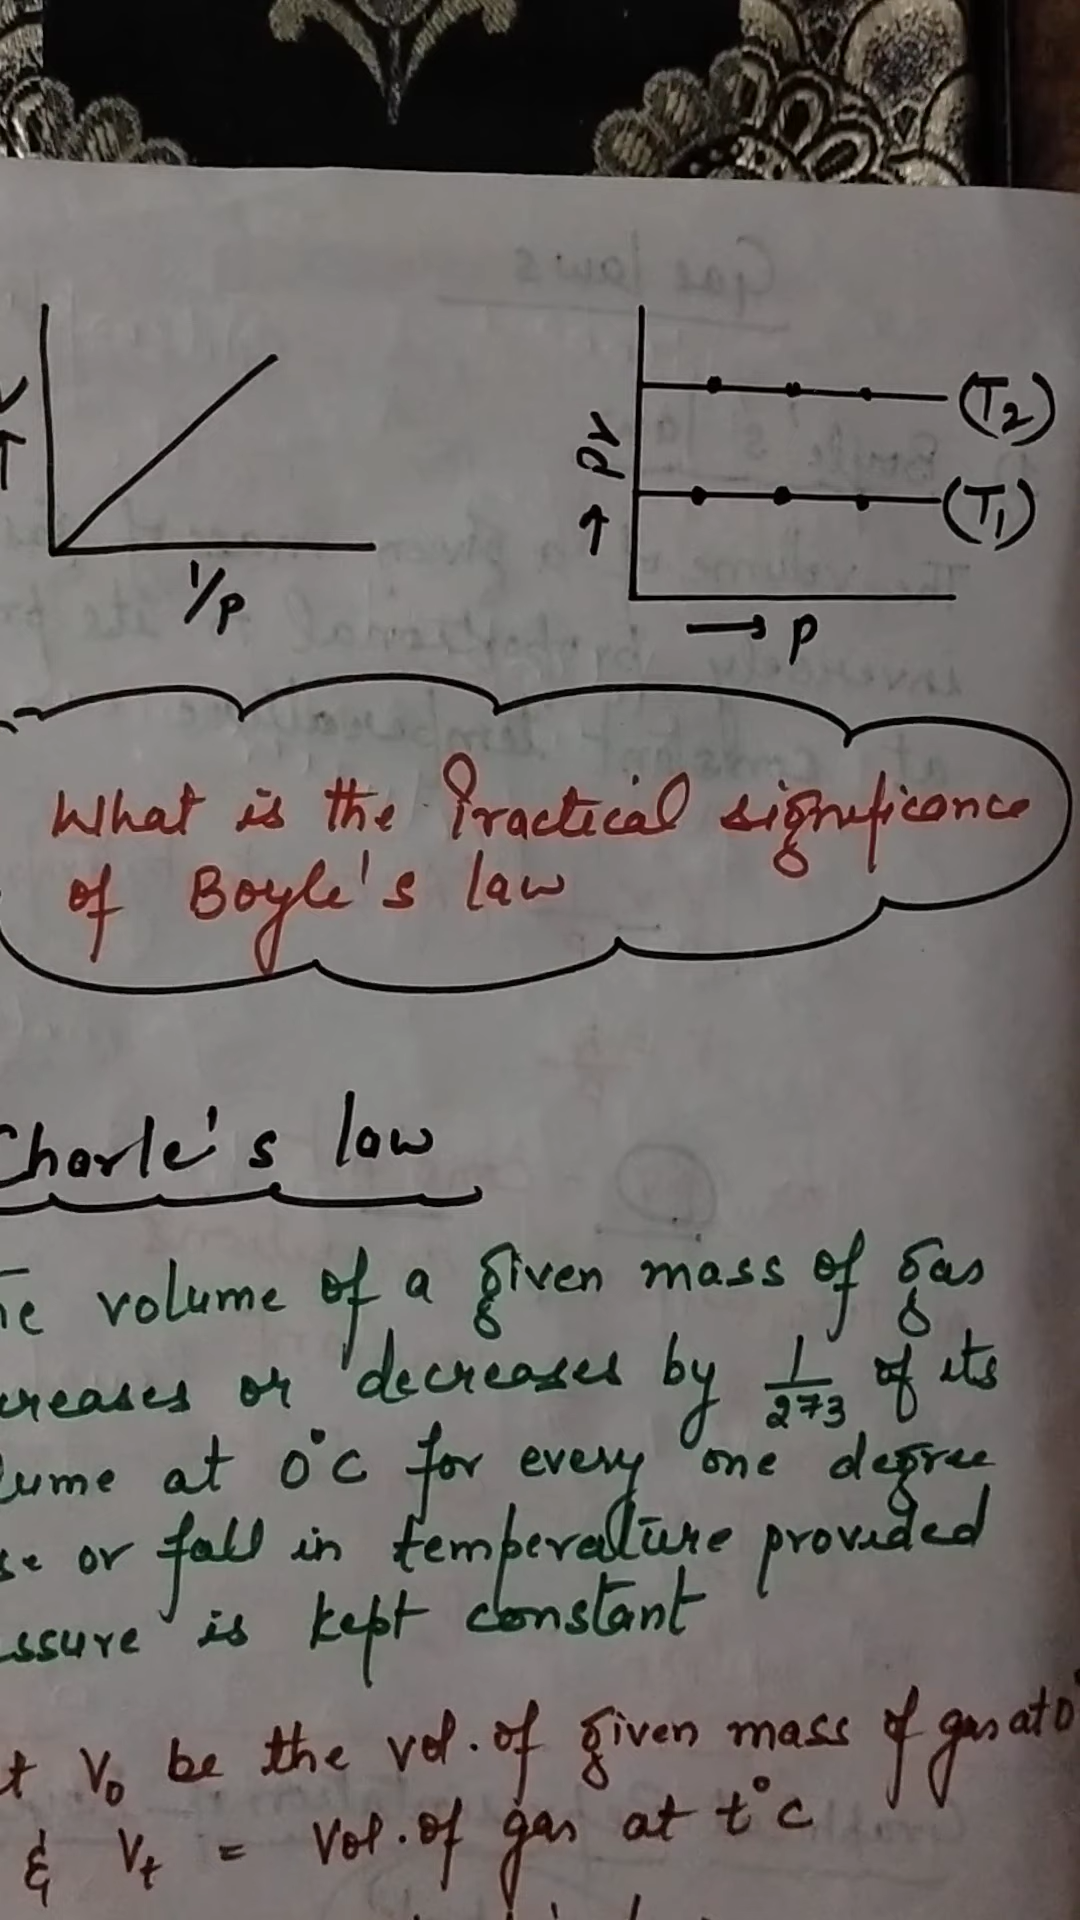 V
1/P
PV
(T2)
(T1)
P
What is the Practical significance
of Boyle's law
Charle's law
volume of a given mass of gas
or decreases by 1/273 of its
at 0°c for every one degree
or fall in temperature provided
is kept constant
V0 be the vol. of given mass of gas at 0°
& Vt = Vol. of gas at t°c